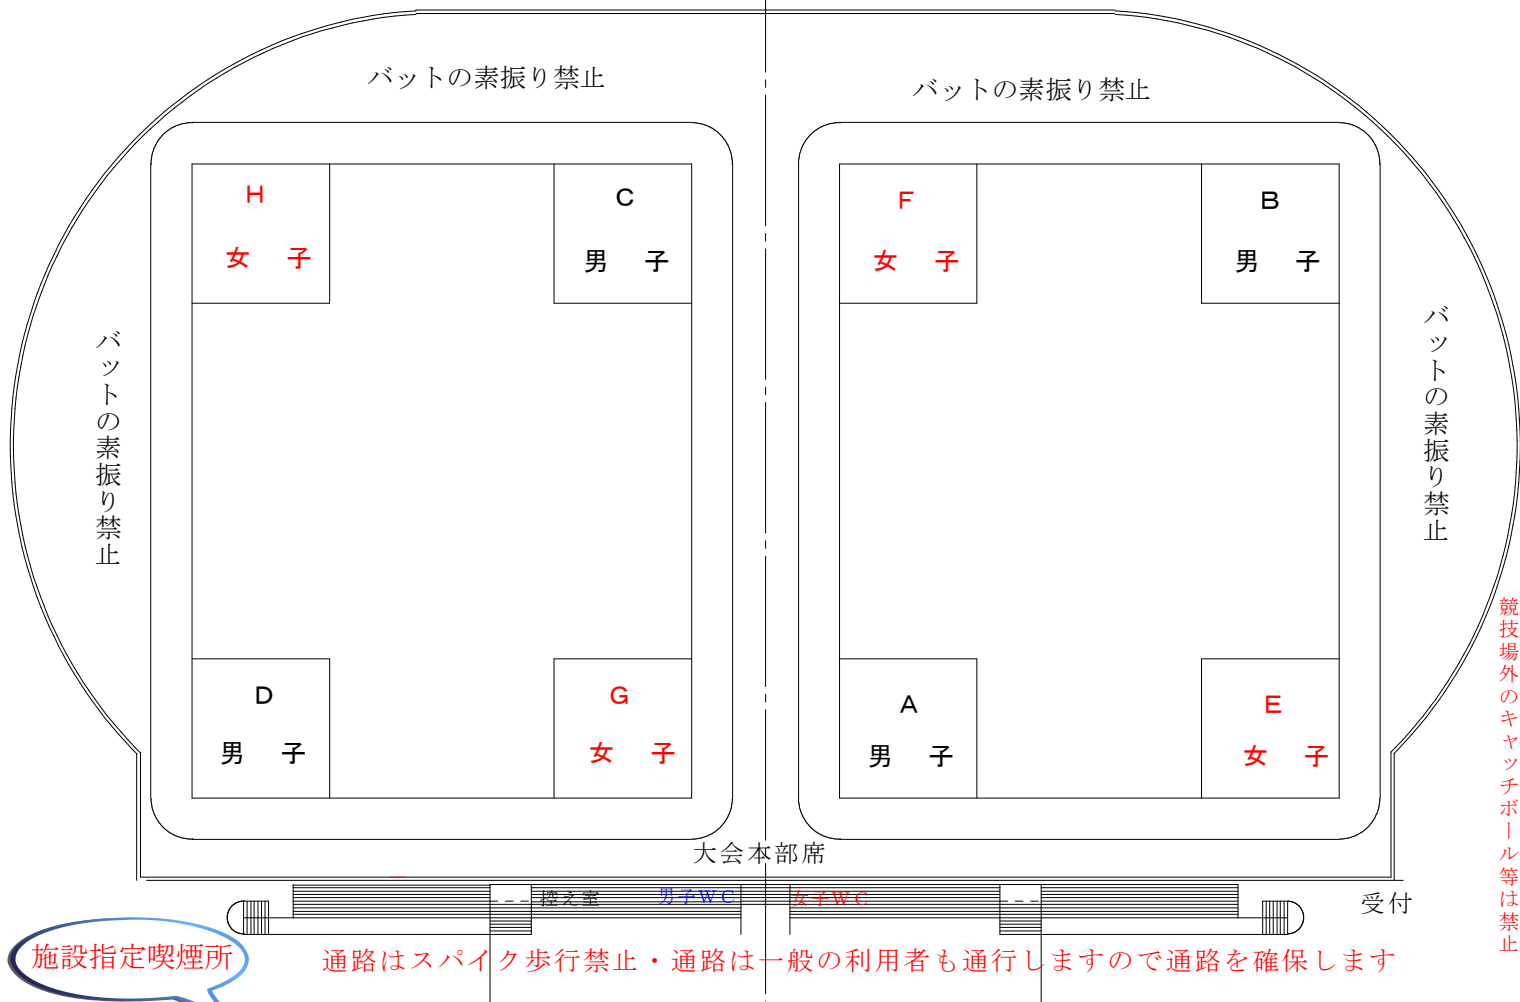 バットの素振り禁止
バットの素振り禁止
H
女 子
C
男 子
F
女 子
B
男 子
バットの素振り禁止
バットの素振り禁止
D
男 子
G
女 子
A
男 子
E
女 子
競技場外のキャッチボール等は禁止
大会本部席
控え室
男子WC
女子WC
受付
施設指定喫煙所
通路はスパイク歩行禁止・通路は一般の利用者も通行しますので通路を確保します